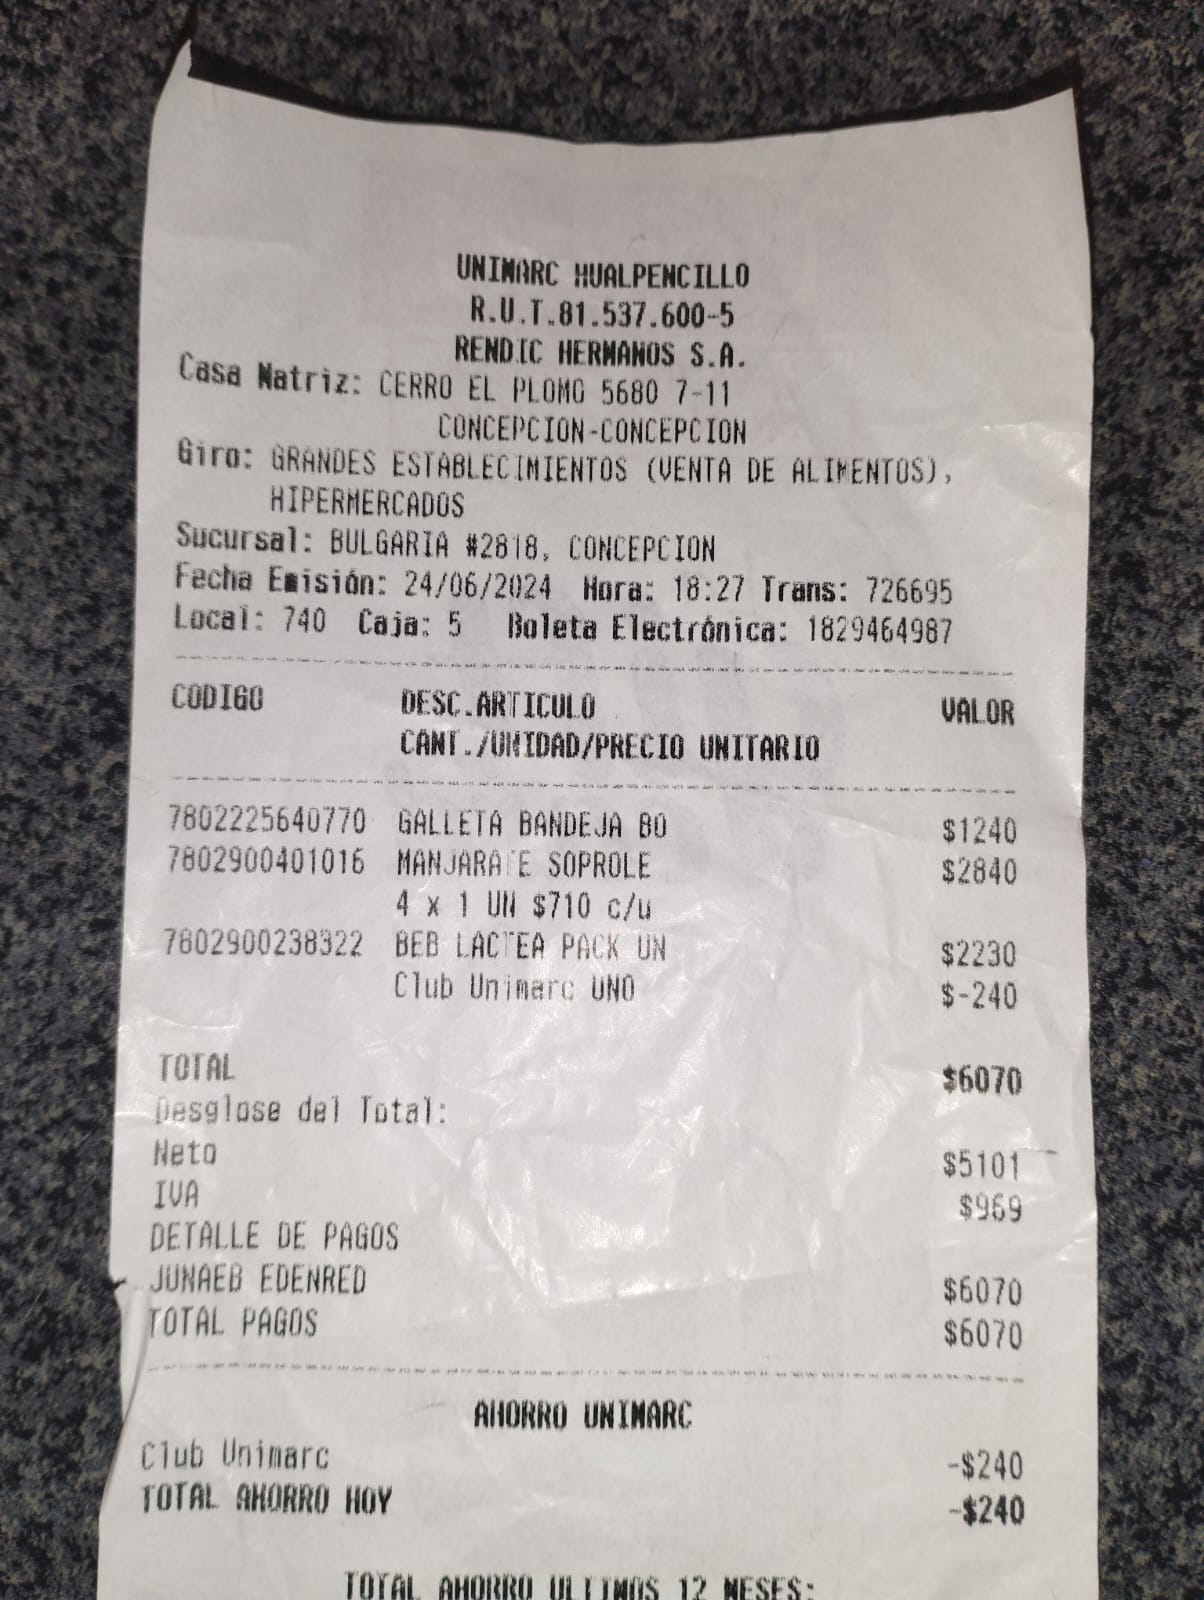 UNIMARC HUALPENCILLO
R.U.T.81.537.600-5
RENDIC HERMANOS S.A.
Casa Matriz: CERRO EL PLOMO 5680 7-11
CONCEPCION-CONCEPCION
Giro: GRANDES ESTABLECIMIENTOS (VENTA DE ALIMENTOS),
HIPERMERCADOS
Sucursal: BULGARIA #2818, CONCEPCION
Fecha Emisión: 24/06/2024 Hora: 18:27 Trans: 726695
Local: 740 Caja: 5 Boleta Electrónica: 1829464987
CODIGO DESC.ARTICULO VALOR
CANT./UNIDAD/PRECIO UNITARIO
7802225640770 GALLETA BANDEJA BO $1240
7802900401016 MANJARATE SOPROLE $2840
4 x 1 UN $710 c/u
7802900238322 BEB LACTEA PACK UN $2230
Club Unimarc UNO $-240
TOTAL $6070
Desglose del Total:
Neto $5101
IVA $969
DETALLE DE PAGOS
JUNAEB EDENRED $6070
TOTAL PAGOS $6070
AHORRO UNIMARC
Club Unimarc -$240
TOTAL AHORRO HOY -$240
TOTAL AHORRO ULTIMOS 12 MESES: